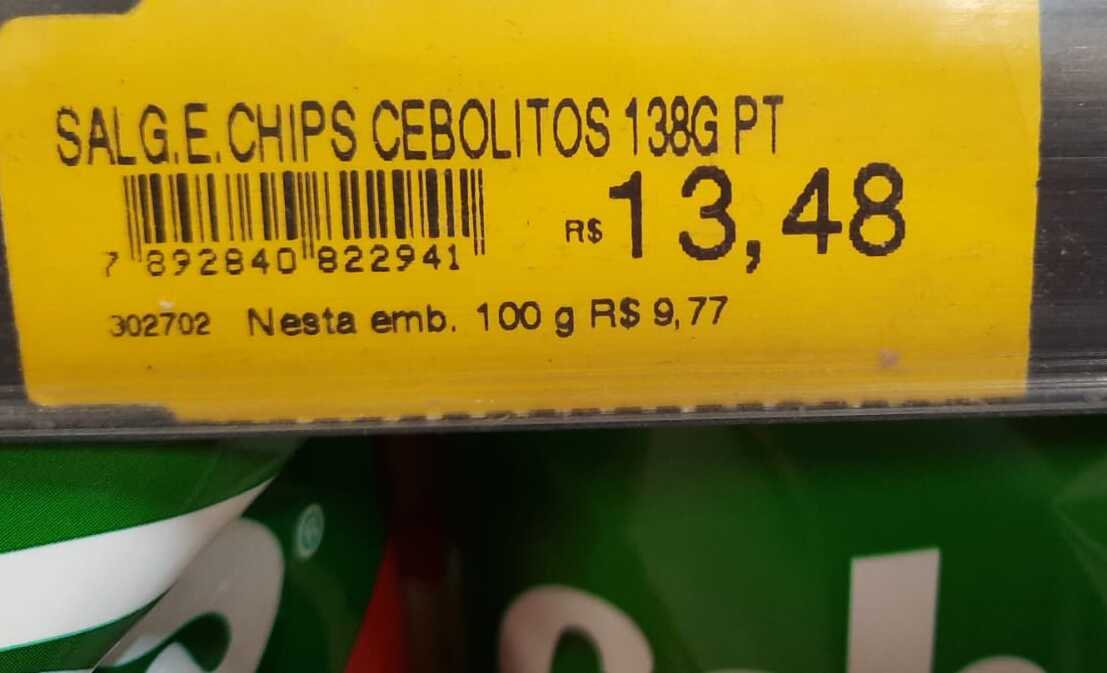 SALG.E.CHIPS CEBOLITOS 138G PT
R$ 13,48
7 892840 822941
302702 Nesta emb. 100 g R$ 9,77